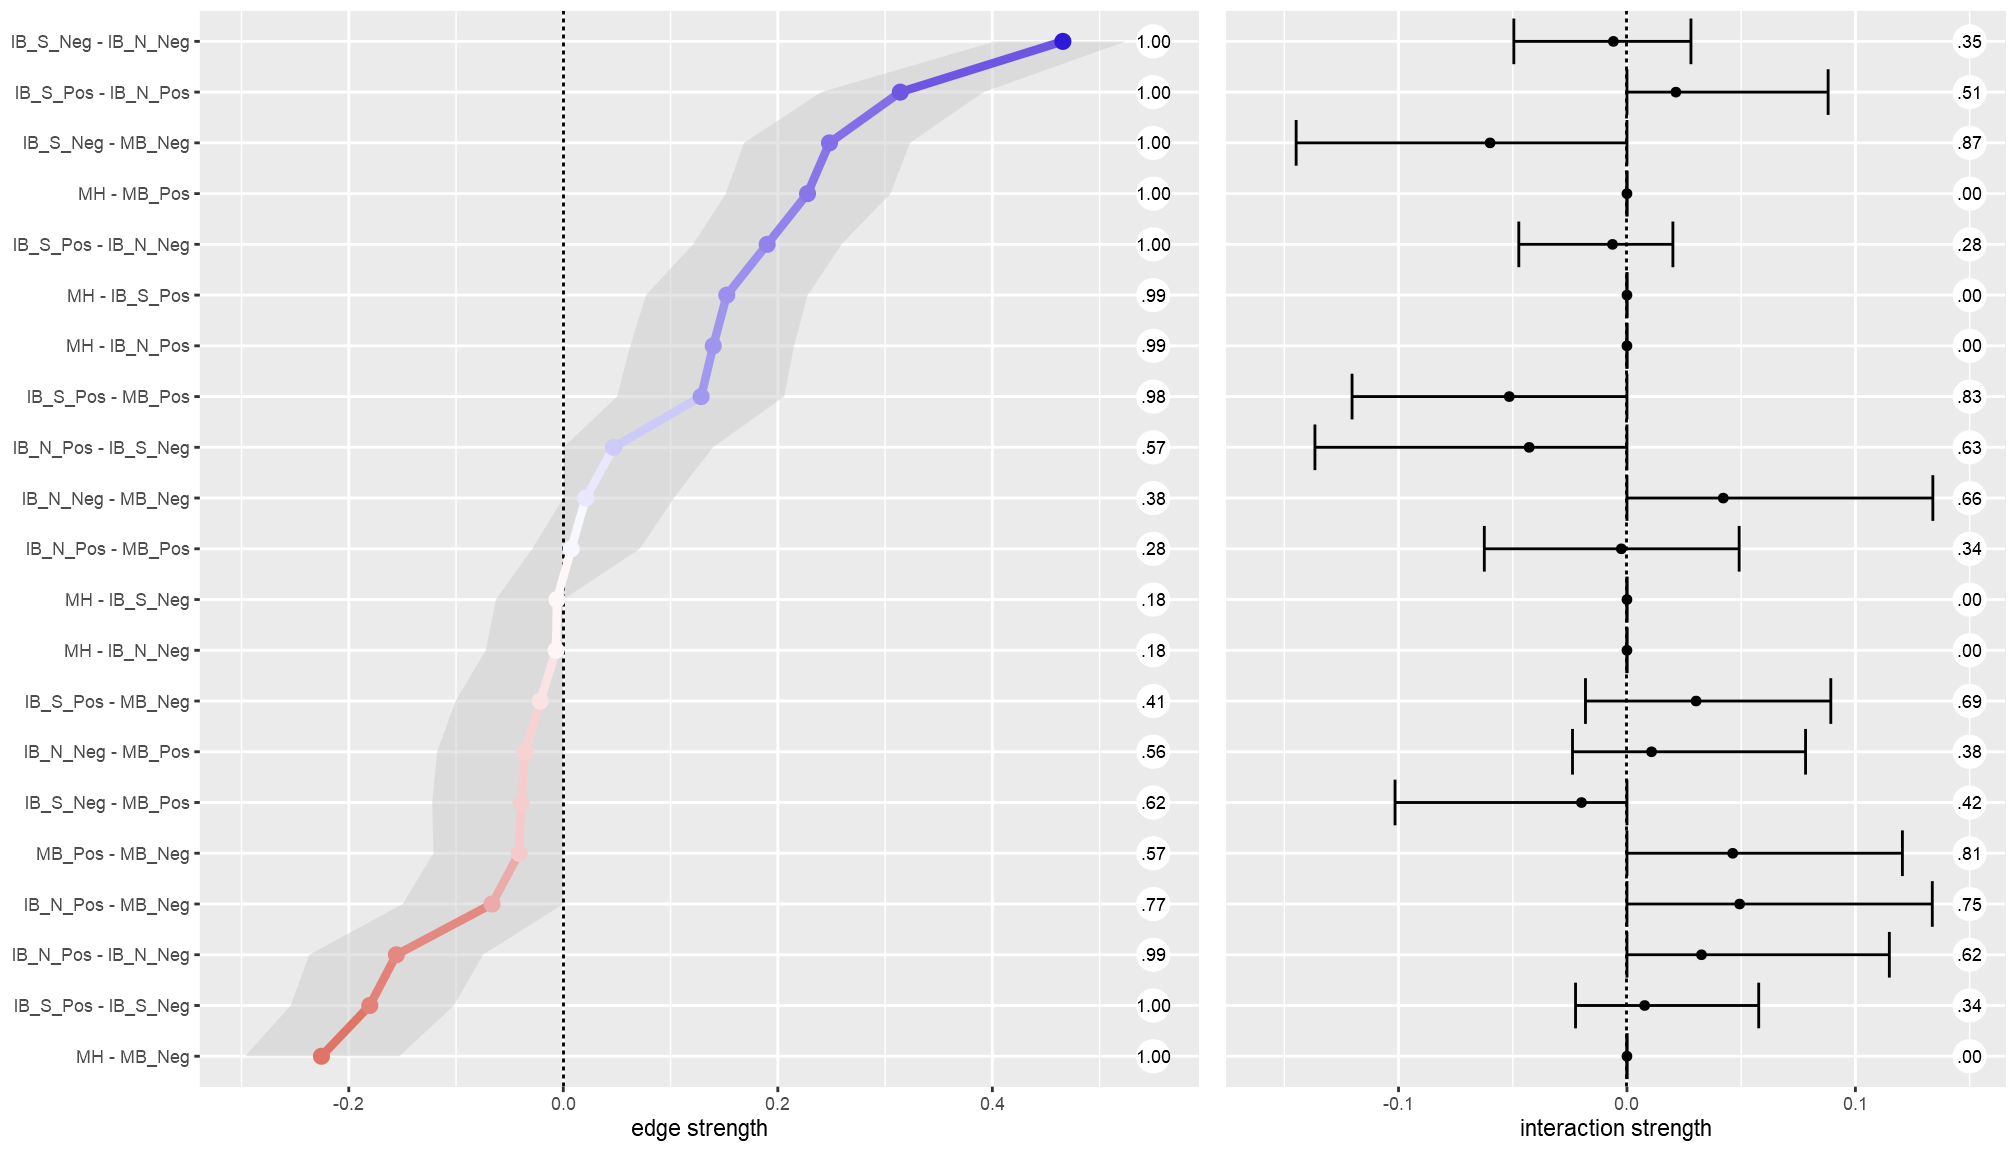 IB_S_Neg - IB_N_Neg 1.00 .35
IB_S_Pos - IB_N_Pos 1.00 .51
IB_S_Neg - MB_Neg 1.00 .87
MH - MB_Pos 1.00 .00
IB_S_Pos - IB_N_Neg 1.00 .28
MH - IB_S_Pos .99 .00
MH - IB_N_Pos .99 .00
IB_S_Pos - MB_Pos .98 .83
IB_N_Pos - IB_S_Neg .57 .63
IB_N_Neg - MB_Neg .38 .66
IB_N_Pos - MB_Pos .28 .34
MH - IB_S_Neg .18 .00
MH - IB_N_Neg .18 .00
IB_S_Pos - MB_Neg .41 .69
IB_N_Neg - MB_Pos .56 .38
IB_S_Neg - MB_Pos .62 .42
MB_Pos - MB_Neg .57 .81
IB_N_Pos - MB_Neg .77 .75
IB_N_Pos - IB_N_Neg .99 .62
IB_S_Pos - IB_S_Neg 1.00 .34
MH - MB_Neg 1.00 .00
-0.2 0.0 0.2 0.4 -0.1 0.0 0.1
edge strength interaction strength